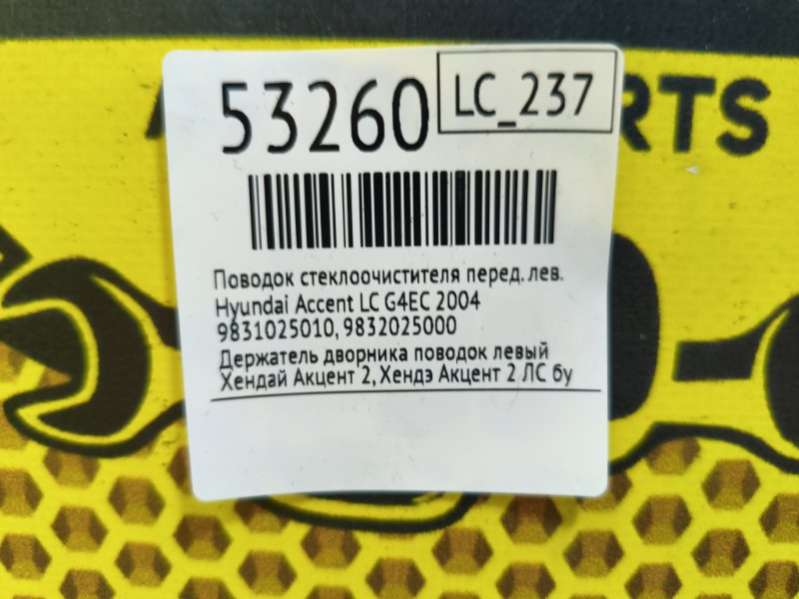 53260
LC_237
RTS
Поводок стеклоочистителя перед. лев.
Hyundai Accent LC G4EC 2004
9831025010, 9832025000
Держатель дворника поводок левый
Хендай Акцент 2, Хендэ Акцент 2 ЛС бу